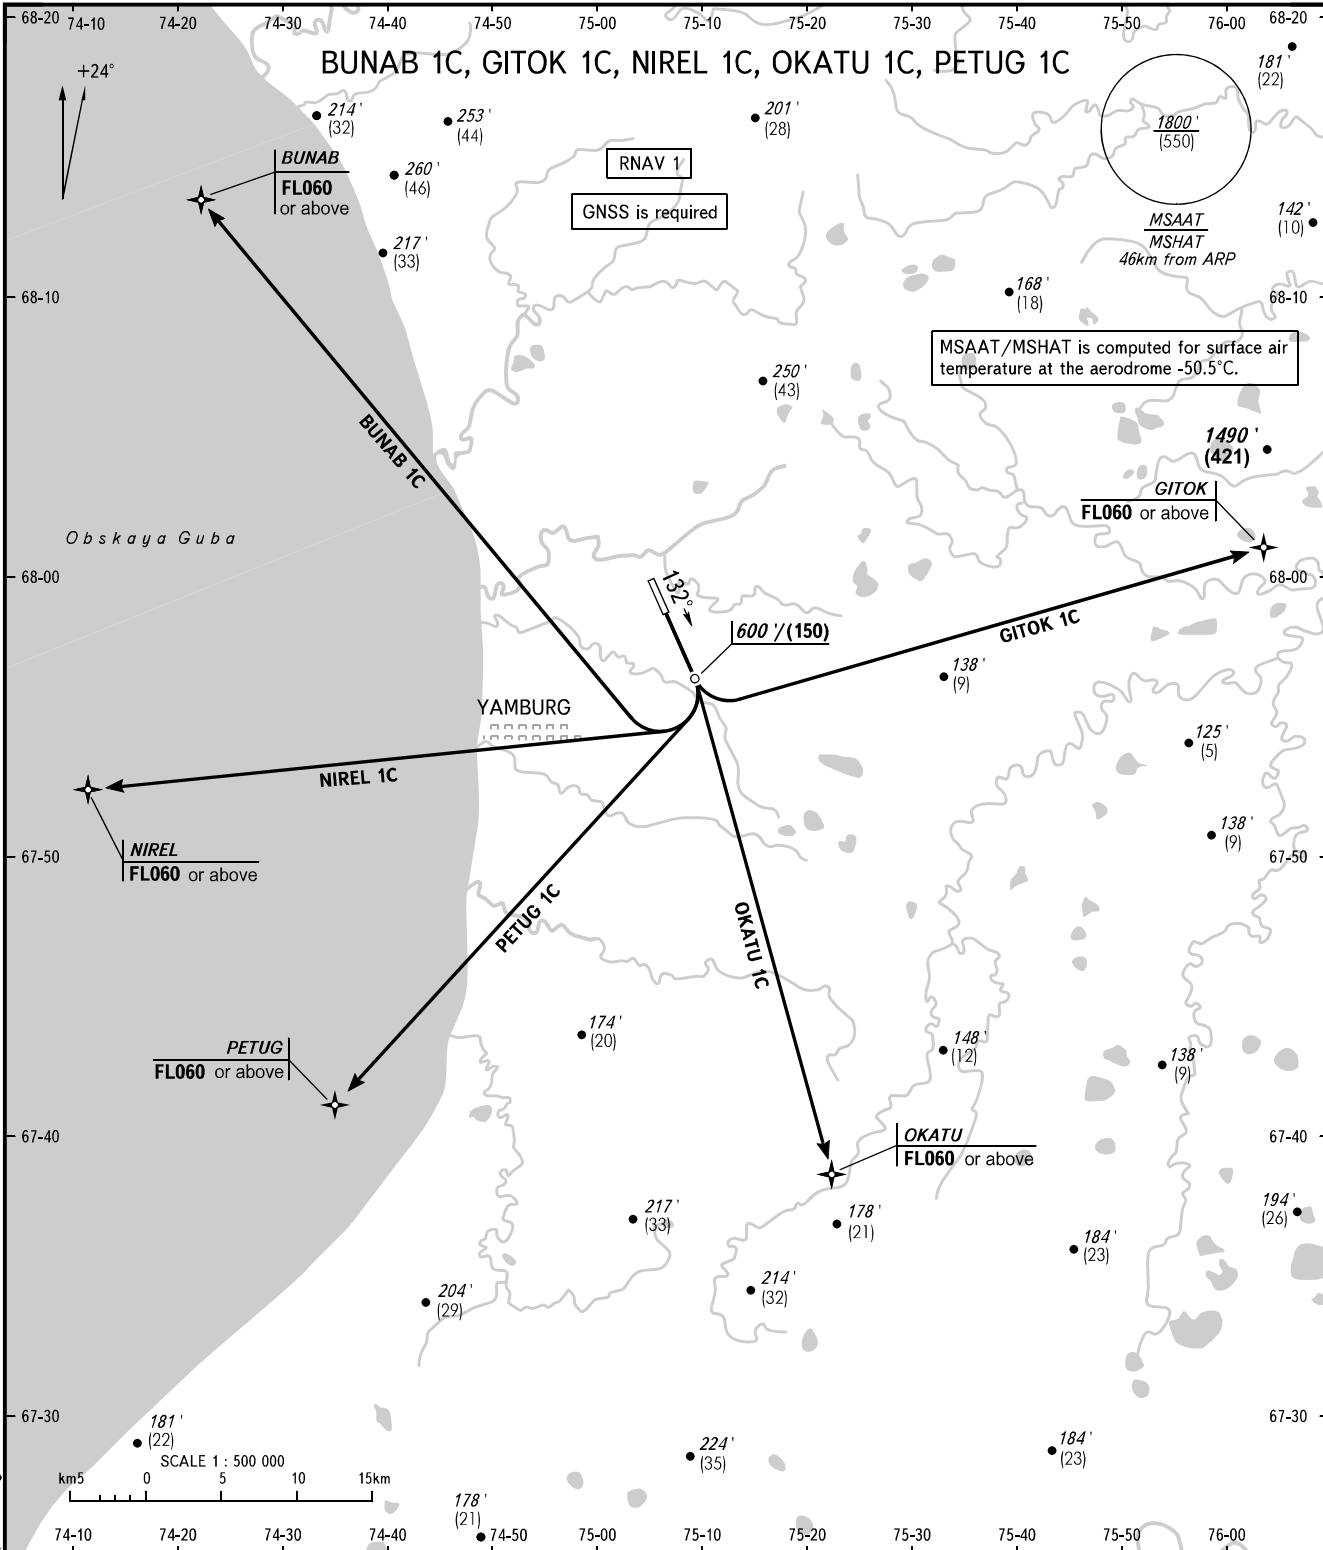 68-20 74-10 74-20 74-30 74-40 74-50 75-00 75-10 75-20 75-30 75-40 75-50 76-00 68-20
BUNAB 1C, GITOK 1C, NIREL 1C, OKATU 1C, PETUG 1C
+24°
181'
(22)
214'
(32)
253'
(44)
201'
(28)
1800'
(550)
BUNAB
FL060
or above
260'
(46)
RNAV 1
GNSS is required
MSAAT
MSHAT
46km from ARP
142'
(10)
217'
(33)
68-10
168'
(18)
68-10
MSAAT/MSHAT is computed for surface air
temperature at the aerodrome -50.5°C.
250'
(43)
BUNAB 1C
1490'
(421)
GITOK
FL060 or above
Obskaya Guba
68-00
132°
68-00
600'/(150)
GITOK 1C
138'
(9)
YAMBURG
125'
(5)
NIREL 1C
138'
(9)
NIREL
FL060 or above
67-50
67-50
PETUG 1C
OKATU 1C
174'
(20)
148'
(12)
138'
(9)
PETUG
FL060 or above
67-40
OKATU
FL060 or above
67-40
217'
(33)
178'
(21)
194'
(26)
184'
(23)
204'
(29)
214'
(32)
67-30
67-30
181'
(22)
224'
(35)
184'
(23)
SCALE 1 : 500 000
km5 0 5 10 15km
178'
(21)
74-10 74-20 74-30 74-40 74-50 75-00 75-10 75-20 75-30 75-40 75-50 76-00